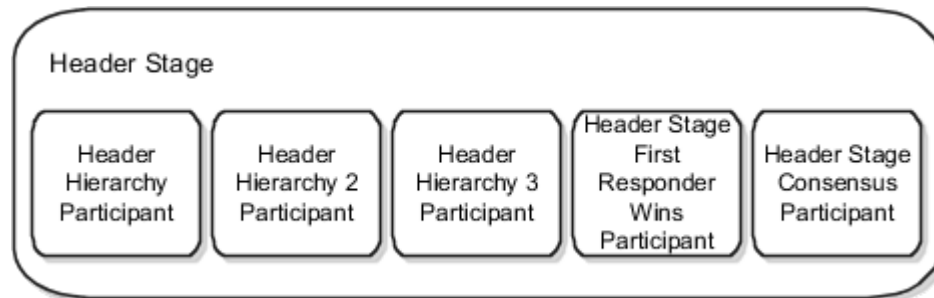 Header Stage
Header
Hierarchy
Participant
Header
Hierarchy 2
Participant
Header
Hierarchy 3
Participant
Header Stage
First
Responder
Wins
Participant
Header Stage
Consensus
Participant